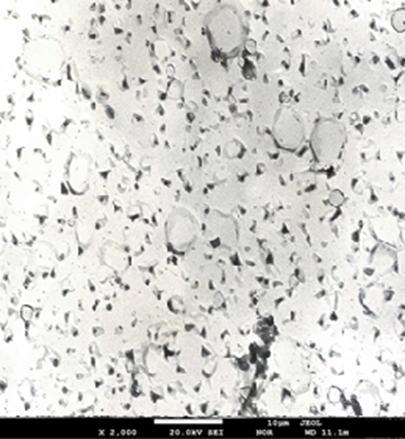 10μm JEOL
X 2,000 20.0kV SEI NOR WD 11.1m